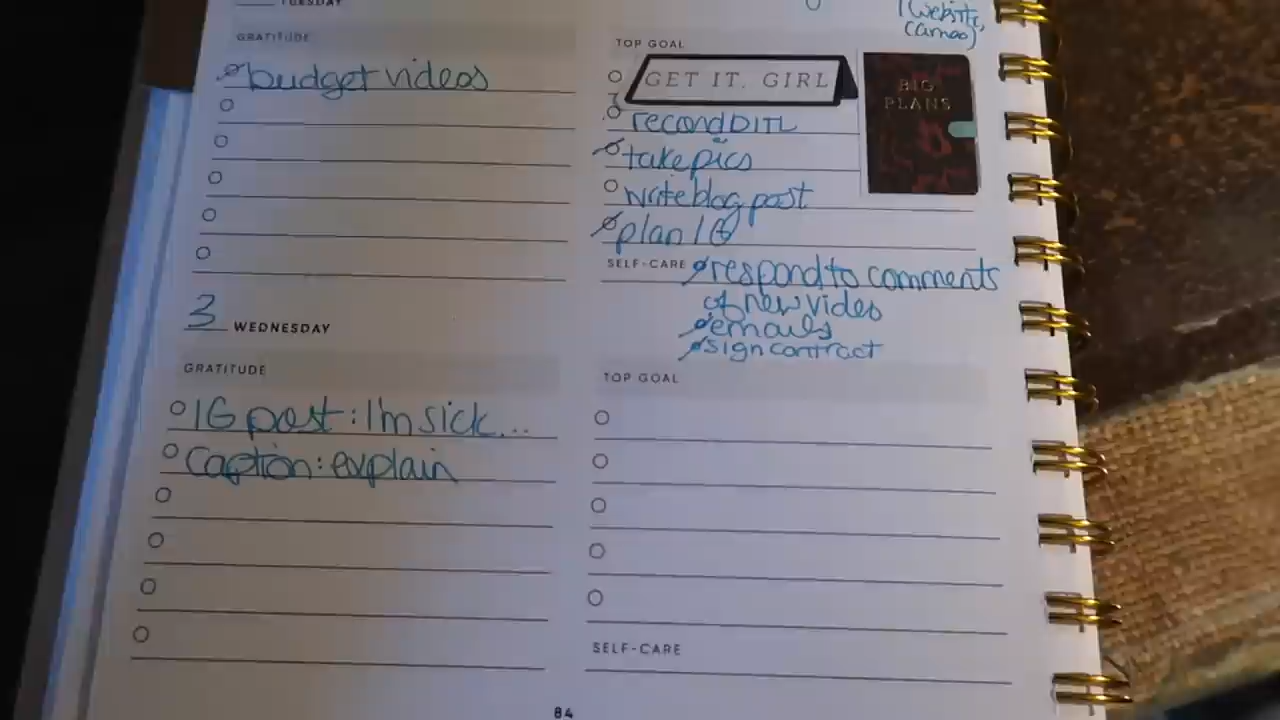 TUESDAY
(website,
Cameo)
GRATITUDE
budget videos
TOP GOAL
GET IT, GIRL
BIG
PLANS
record DITL
take pics
write blog post
plan IG
SELF-CARE respond to comments
of new vides
emails
sign contract
3 WEDNESDAY
GRATITUDE
IG post: I'm sick...
Caption: explain
TOP GOAL
SELF-CARE
84